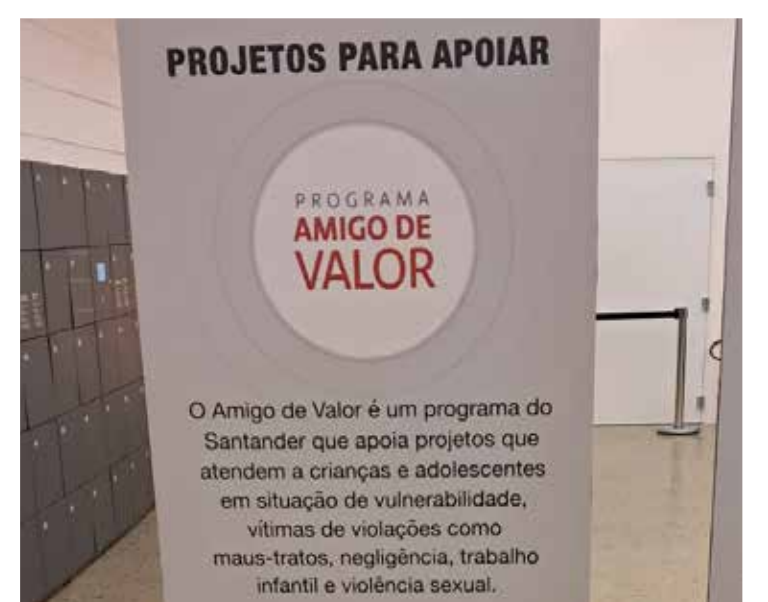 PROJETOS PARA APOIAR
PROGRAMA
AMIGO DE
VALOR
O Amigo de Valor é um programa do
Santander que apoia projetos que
atendem a crianças e adolescentes
em situação de vulnerabilidade,
vítimas de violações como
maus-tratos, negligência, trabalho
infantil e violência sexual.